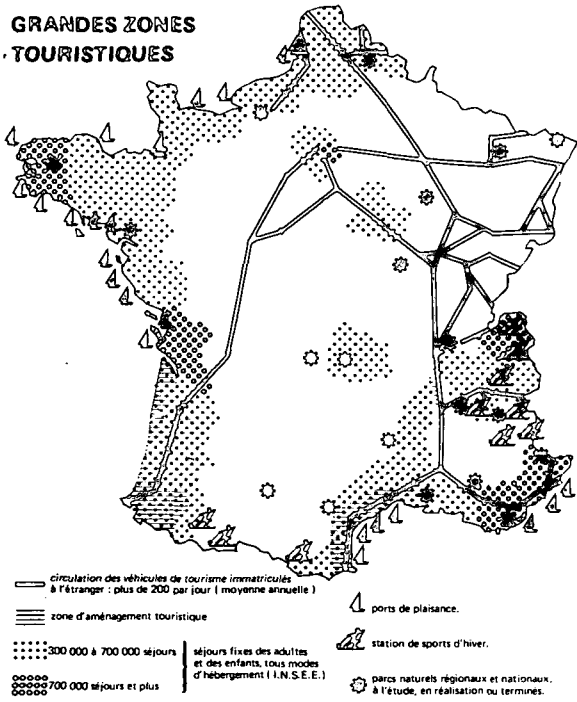 GRANDES ZONES
TOURISTIQUES
circulation des véhicules de tourisme immatriculés
à l'étranger : plus de 200 par jour ( moyenne annuelle )
zone d'aménagement touristique
300 000 à 700 000 séjours
700 000 séjours et plus
séjours fixes des adultes
et des enfants, tous modes
d'hébergement ( I.N.S.E.E.)
ports de plaisance.
station de sports d'hiver.
parcs naturels régionaux et nationaux,
à l'étude, en réalisation ou terminés.